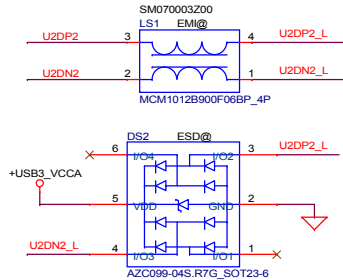 SM070003Z00
LS1 EMI@
U2DP2 3 4 U2DP2_L
U2DN2 2 1 U2DN2_L
MCM1012B900F06BP_4P
DS2 ESD@
6 I/O4 I/O2 3 U2DP2_L
+USB3_VCCA
5 VDD GND 2
U2DN2_L 4 I/O3 I/O1 1
AZC099-04S.R7G_SOT23-6